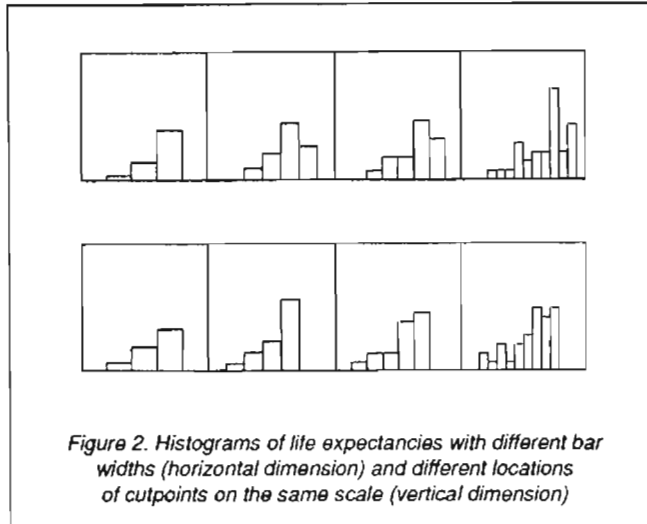 Figure 2. Histograms of life expectancies with different bar
widths (horizontal dimension) and different locations
of cutpoints on the same scale (vertical dimension)